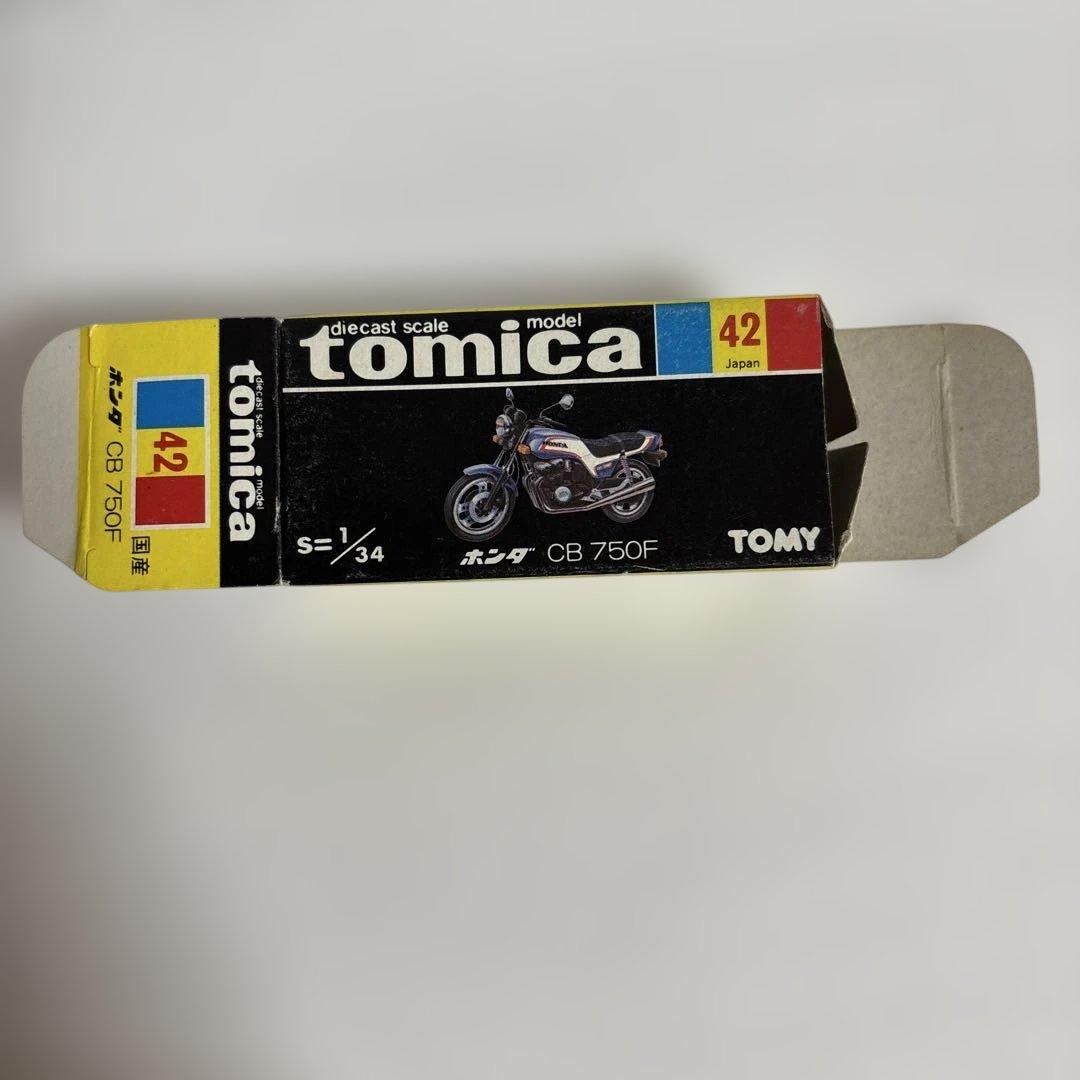 diecast scale model
tomica
42
Japan
HONDA
S=1/34
ホンダ CB 750F
TOMY
diecast scale model
tomica
ホンダ CB 750F
42
国産